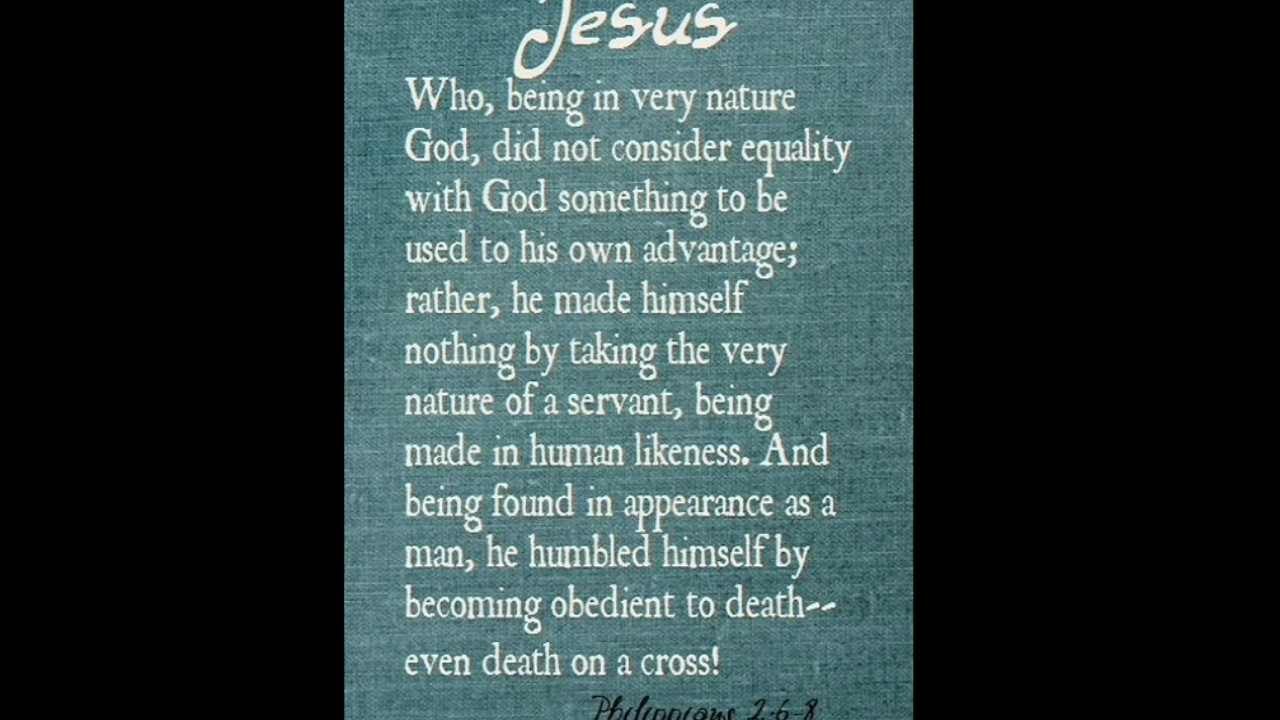 Jesus
Who, being in very nature
God, did not consider equality
with God something to be
used to his own advantage;
rather, he made himself
nothing by taking the very
nature of a servant, being
made in human likeness. And
being found in appearance as a
man, he humbled himself by
becoming obedient to death--
even death on a cross!
Philippians 2:6-8